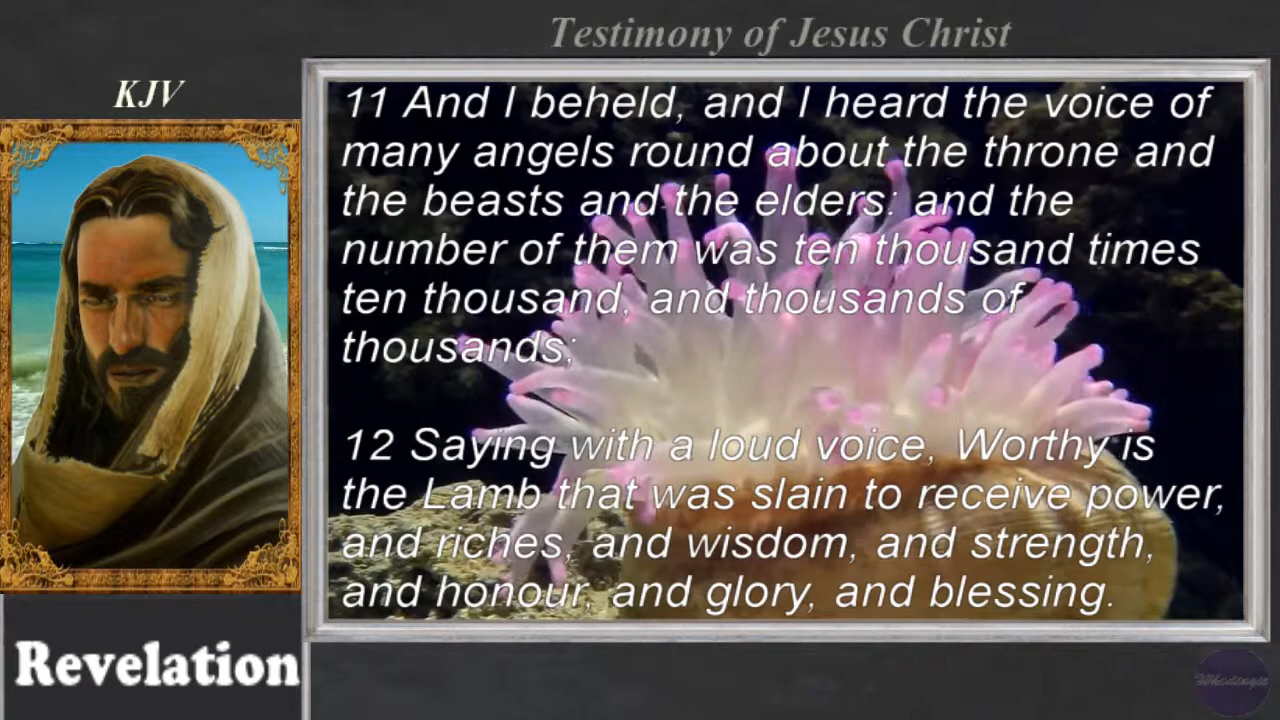 Testimony of Jesus Christ
KJV
11 And I beheld, and I heard the voice of
many angels round about the throne and
the beasts and the elders: and the
number of them was ten thousand times
ten thousand, and thousands of
thousands;
12 Saying with a loud voice, Worthy is
the Lamb that was slain to receive power,
and riches, and wisdom, and strength,
and honour, and glory, and blessing.
Revelation